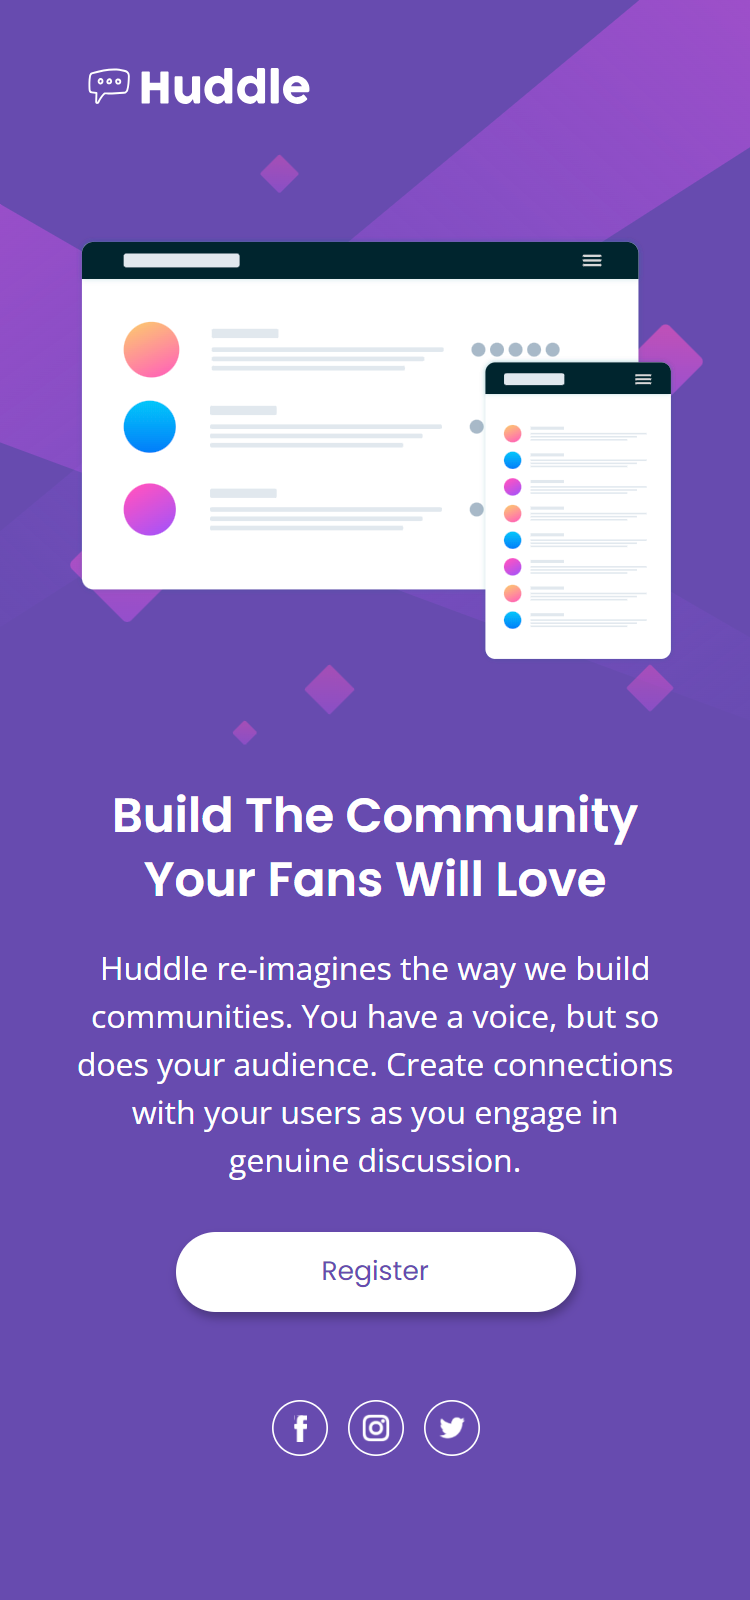 Huddle
Build The Community
Your Fans Will Love
Huddle re-imagines the way we build
communities. You have a voice, but so
does your audience. Create connections
with your users as you engage in
genuine discussion.
Register